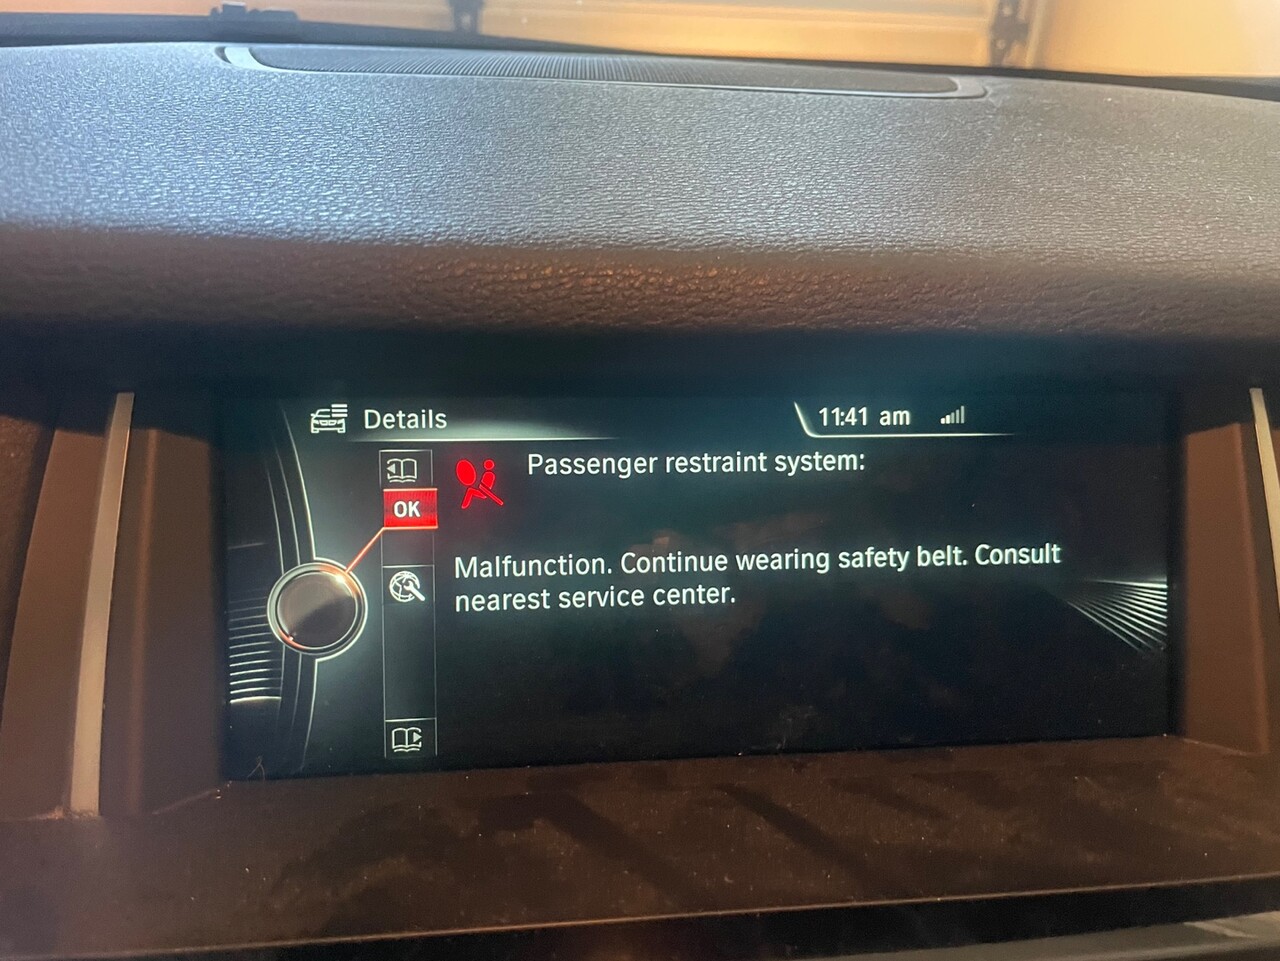 Details
11:41 am
Passenger restraint system:
OK
Malfunction. Continue wearing safety belt. Consult
nearest service center.